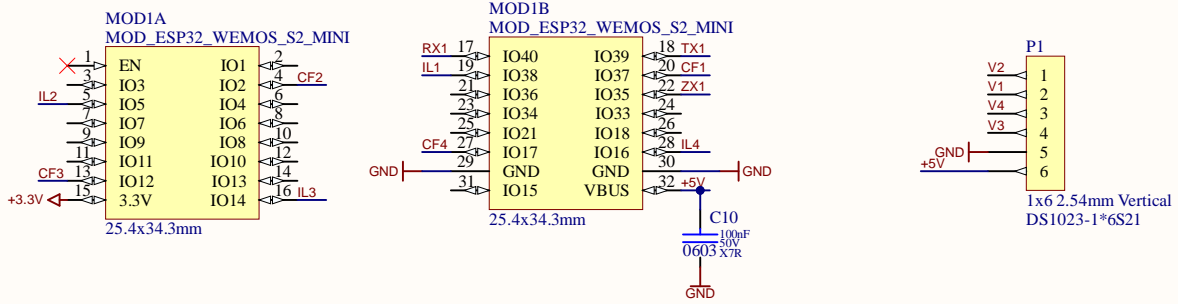 MOD1A
MOD_ESP32_WEMOS_S2_MINI
1 EN IO1 2
3 IO3 IO2 4 CF2
IL2 5 IO5 IO4 6
7 IO7 IO6 8
9 IO9 IO8 10
11 IO11 IO10 12
CF3 13 IO12 IO13 14
+3.3V 15 3.3V IO14 16 IL3
25.4x34.3mm
MOD1B
MOD_ESP32_WEMOS_S2_MINI
RX1 17 IO40 IO39 18 TX1
IL1 19 IO38 IO37 20 CF1
21 IO36 IO35 22 ZX1
23 IO34 IO33 24
25 IO21 IO18 26
CF4 27 IO17 IO16 28 IL4
GND 29 GND GND 30 GND
31 IO15 VBUS 32 +5V
25.4x34.3mm
C10
100nF
50V
0603 X7R
GND
P1
V2 1
V1 2
V4 3
V3 4
GND 5
+5V 6
1x6 2.54mm Vertical
DS1023-1*6S21